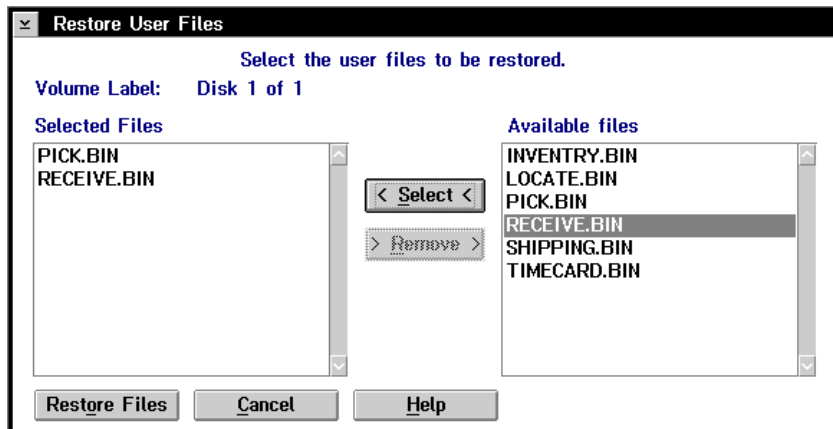 Restore User Files
Select the user files to be restored.
Volume Label: Disk 1 of 1
Selected Files
PICK.BIN
RECEIVE.BIN
< Select <
> Remove >
Available files
INVENTRY.BIN
LOCATE.BIN
PICK.BIN
RECEIVE.BIN
SHIPPING.BIN
TIMECARD.BIN
Restore Files Cancel Help